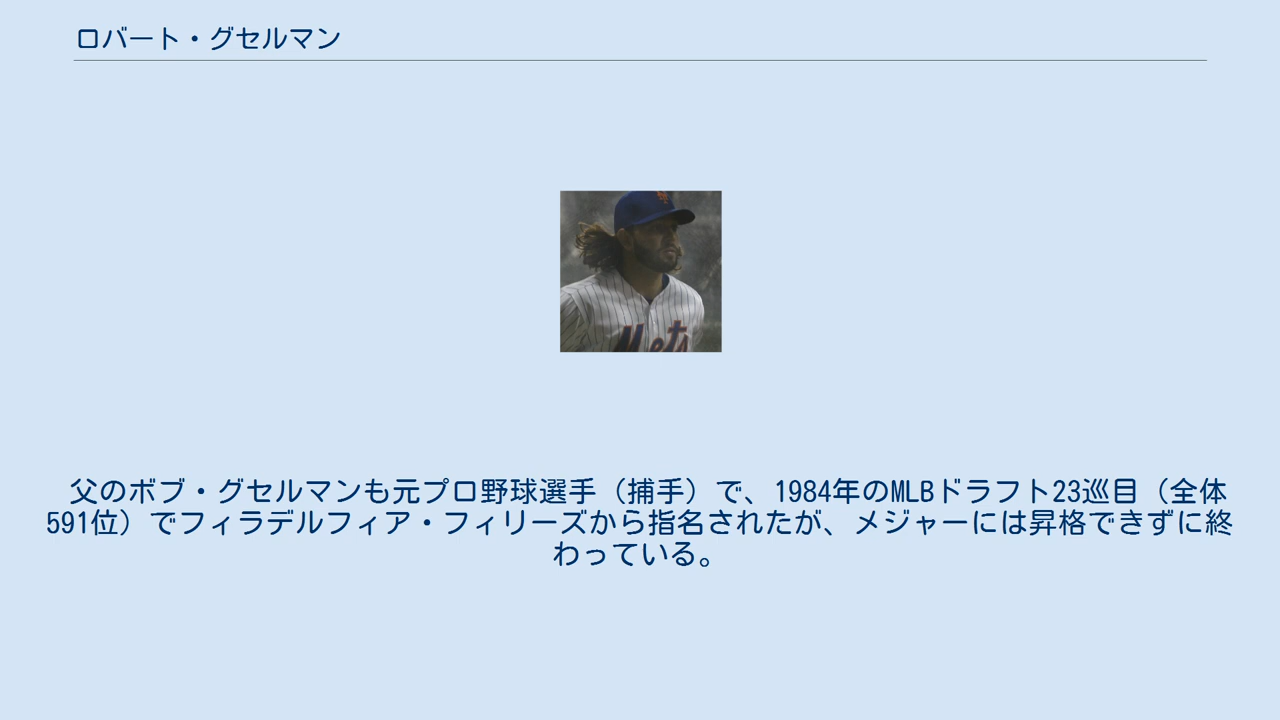 ロバート・グセルマン
Mets
父のボブ・グセルマンも元プロ野球選手（捕手）で、1984年のMLBドラフト23巡目（全体
591位）でフィラデルフィア・フィリーズから指名されたが、メジャーには昇格できずに終
わっている。